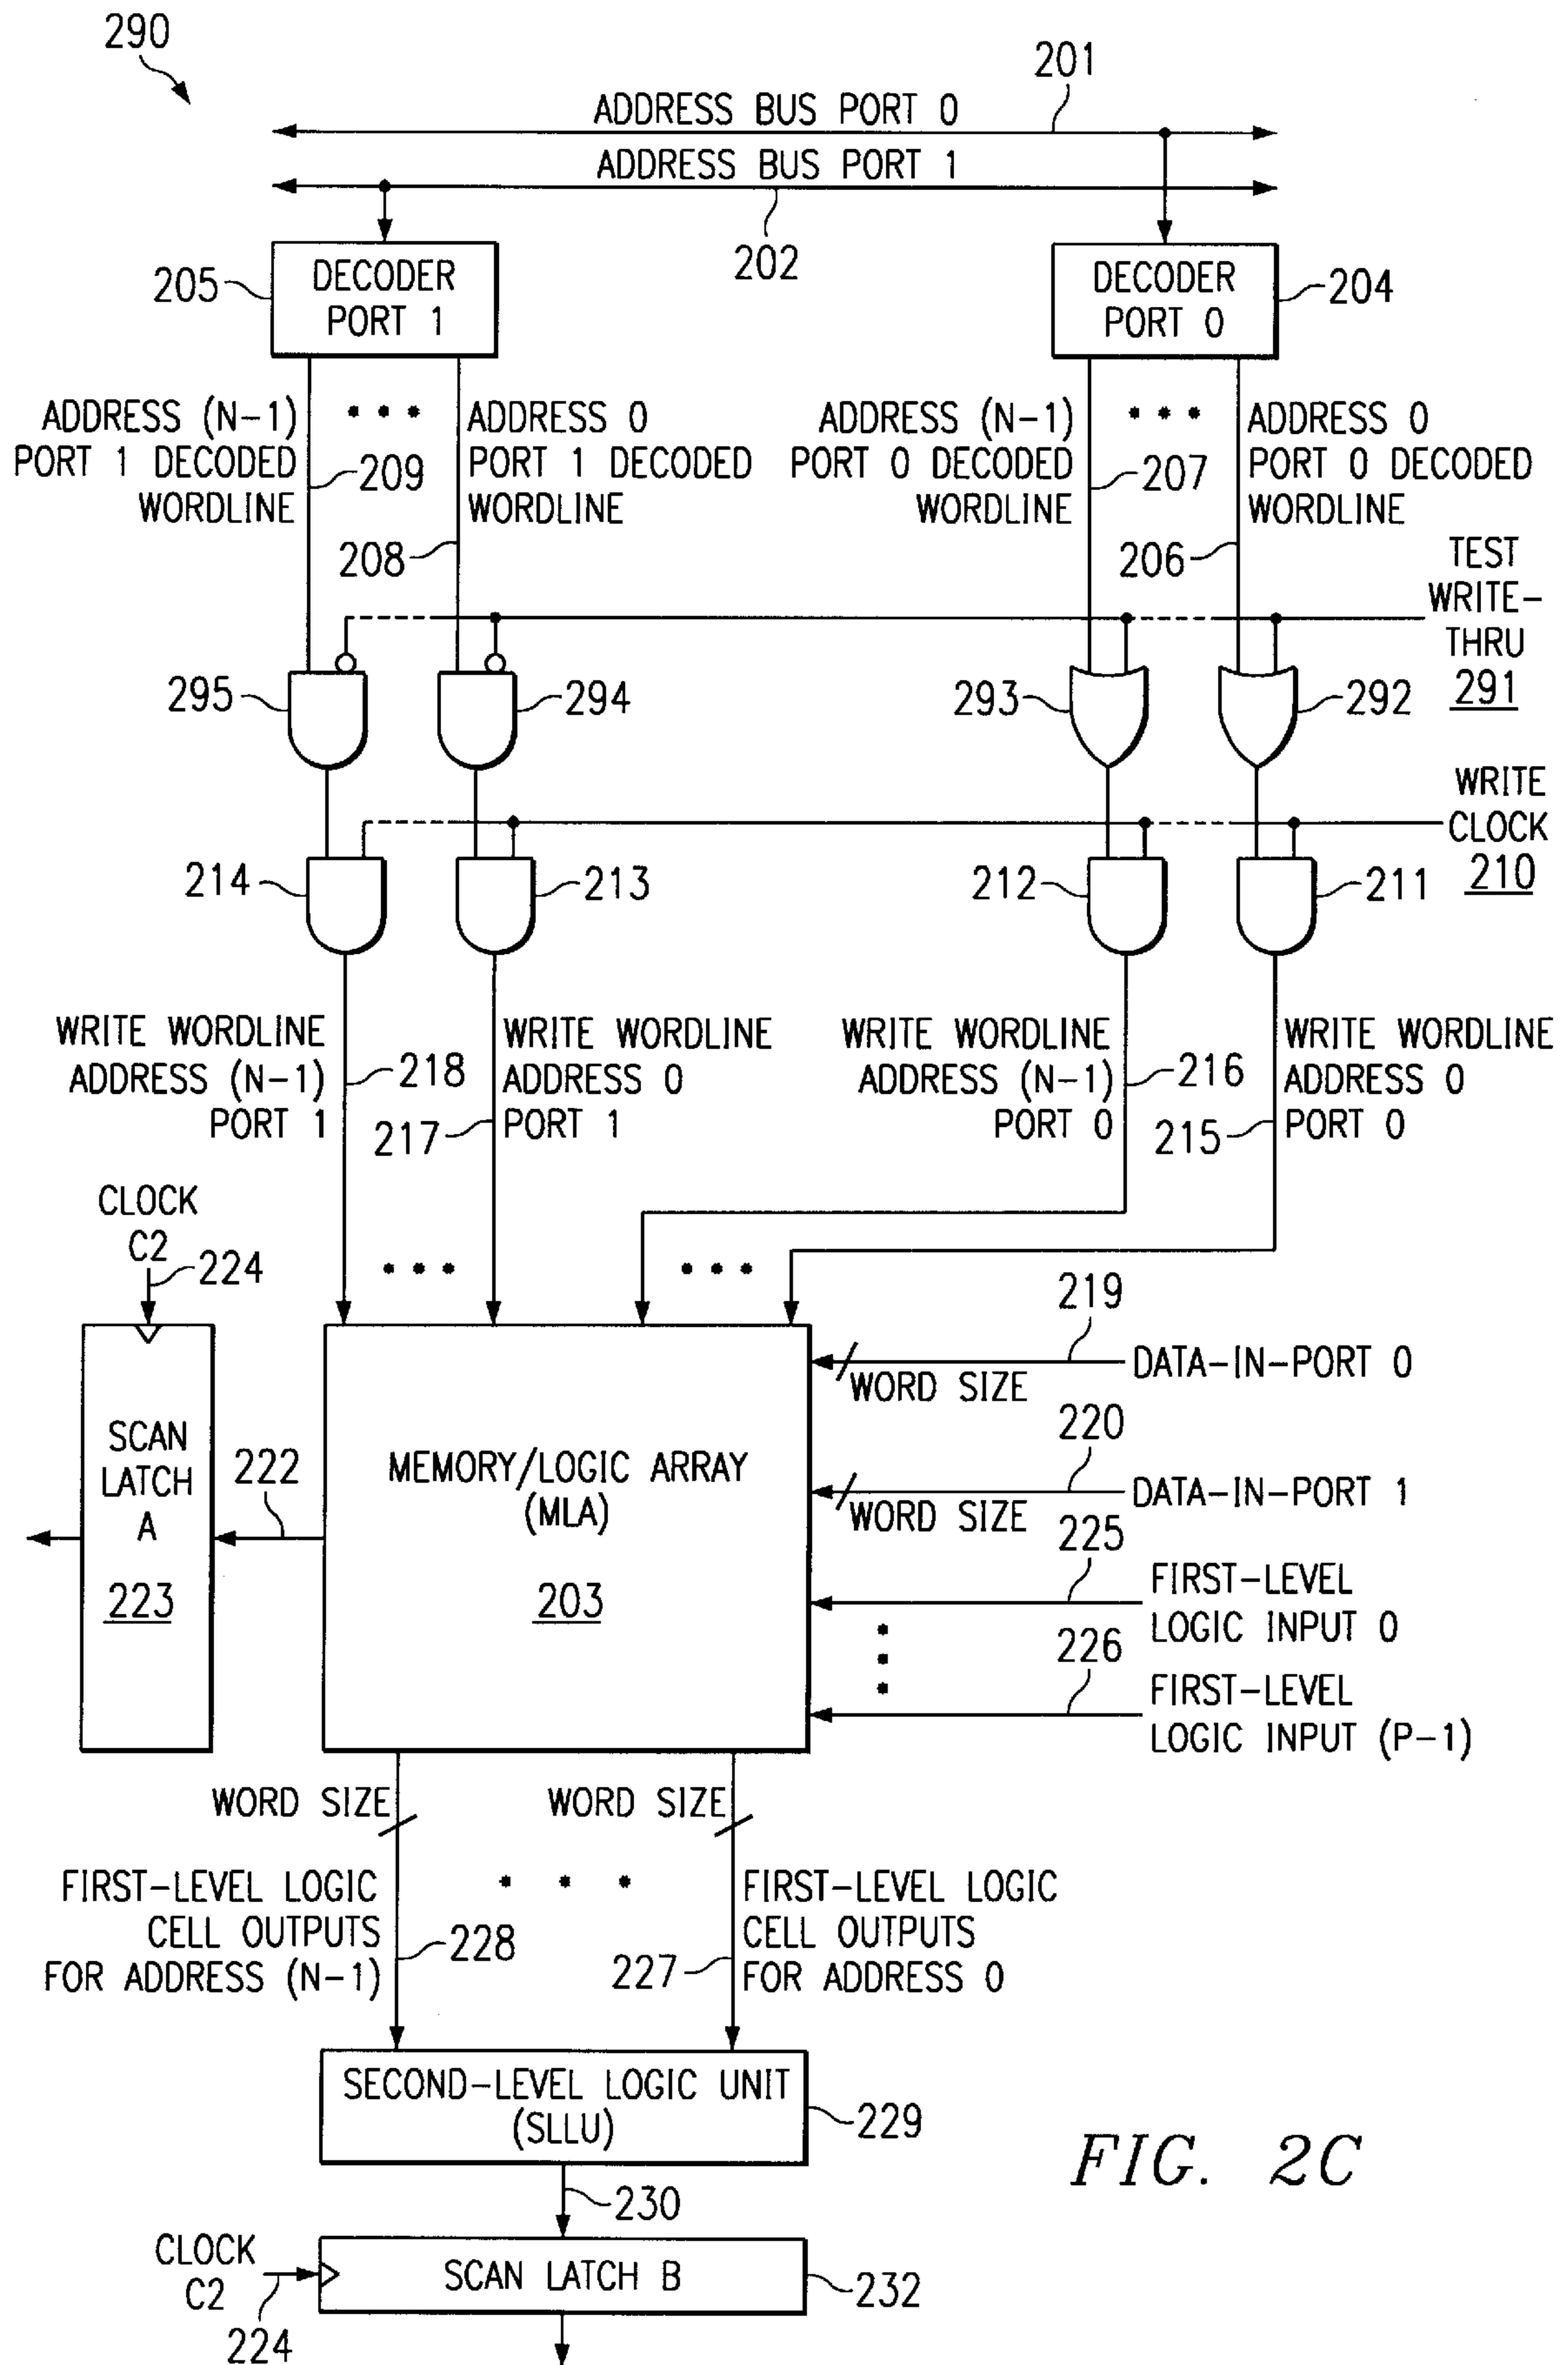 290
201
ADDRESS BUS PORT 0
ADDRESS BUS PORT 1
202
205
DECODER
PORT 1
DECODER
PORT 0
204
ADDRESS (N-1)
PORT 1 DECODED
WORDLINE
209
ADDRESS 0
PORT 1 DECODED
WORDLINE
208
ADDRESS (N-1)
PORT 0 DECODED
WORDLINE
207
ADDRESS 0
PORT 0 DECODED
WORDLINE
206
TEST
WRITE-
THRU
291
295
294
293
292
WRITE
CLOCK
210
214
213
212
211
WRITE WORDLINE
ADDRESS (N-1)
PORT 1
218
WRITE WORDLINE
ADDRESS 0
PORT 1
217
WRITE WORDLINE
ADDRESS (N-1)
PORT 0
216
WRITE WORDLINE
ADDRESS 0
PORT 0
215
CLOCK
C2
224
SCAN
LATCH
A
223
222
MEMORY/LOGIC ARRAY
(MLA)
203
219
DATA-IN-PORT 0
WORD SIZE
220
DATA-IN-PORT 1
WORD SIZE
225
FIRST-LEVEL
LOGIC INPUT 0
226
FIRST-LEVEL
LOGIC INPUT (P-1)
WORD SIZE
WORD SIZE
FIRST-LEVEL LOGIC
CELL OUTPUTS
FOR ADDRESS (N-1)
228
FIRST-LEVEL LOGIC
CELL OUTPUTS
FOR ADDRESS 0
227
SECOND-LEVEL LOGIC UNIT
(SLLU)
229
230
CLOCK
C2
224
SCAN LATCH B
232
FIG. 2C